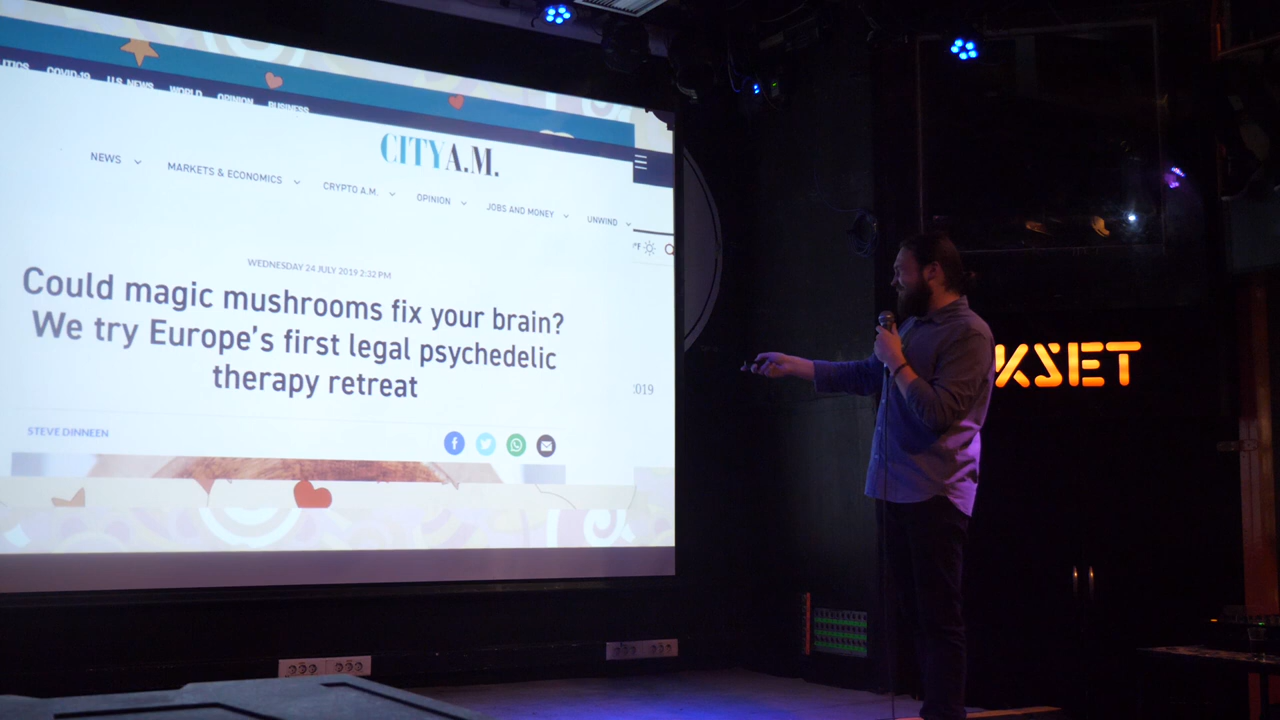 COVID-19 U.S. NEWS WORLD OPINION BUSINESS
CITYA.M.
NEWS MARKETS & ECONOMICS CRYPTO A.M. OPINION JOBS AND MONEY UNWIND
WEDNESDAY 24 JULY 2019 2:32 PM
Could magic mushrooms fix your brain?
We try Europe's first legal psychedelic
therapy retreat
STEVE DINNEEN
KSET